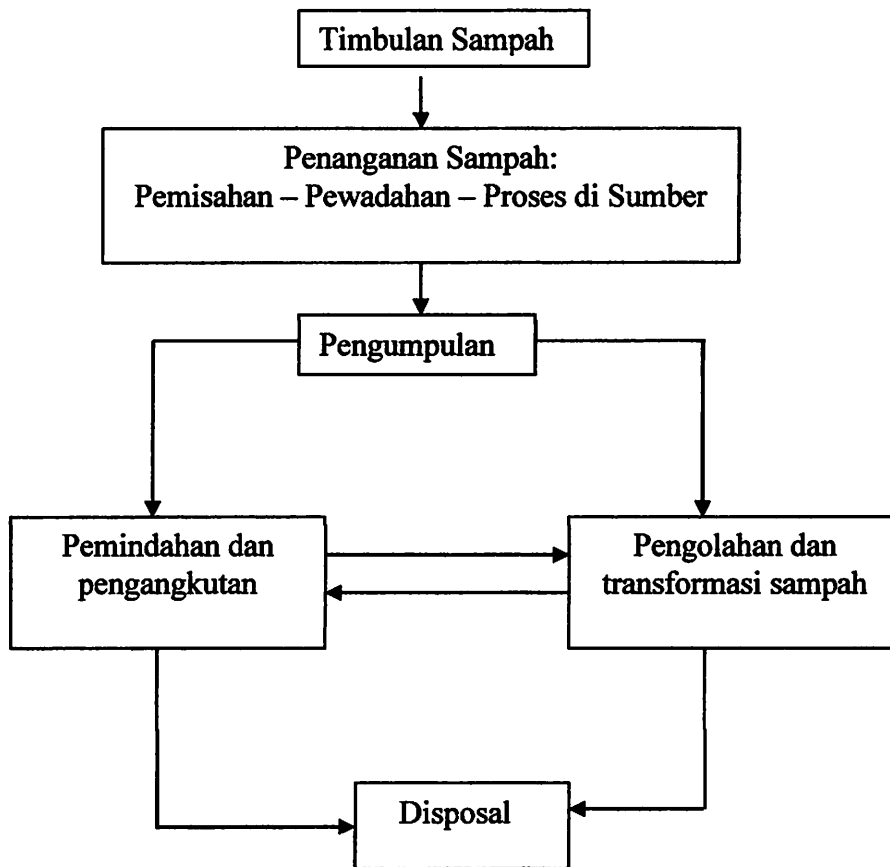 Timbulan Sampah
Penanganan Sampah:
Pemisahan – Pewadahan – Proses di Sumber
Pengumpulan
Pemindahan dan
pengangkutan
Pengolahan dan
transformasi sampah
Disposal